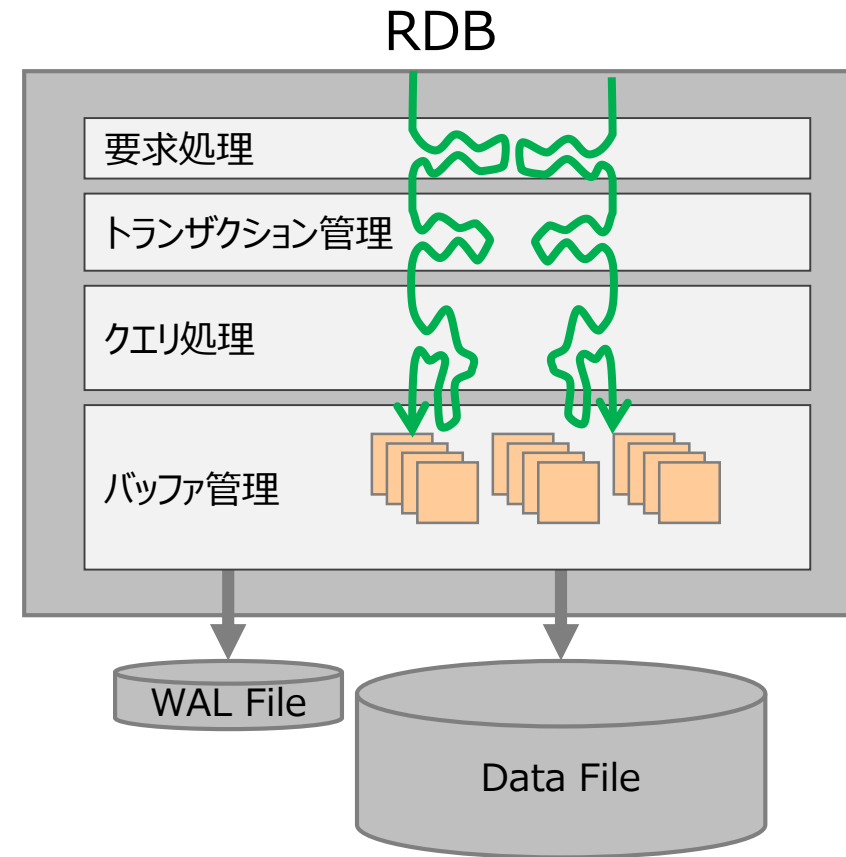 RDB
要求処理
トランザクション管理
クエリ処理
バッファ管理
WAL File
Data File